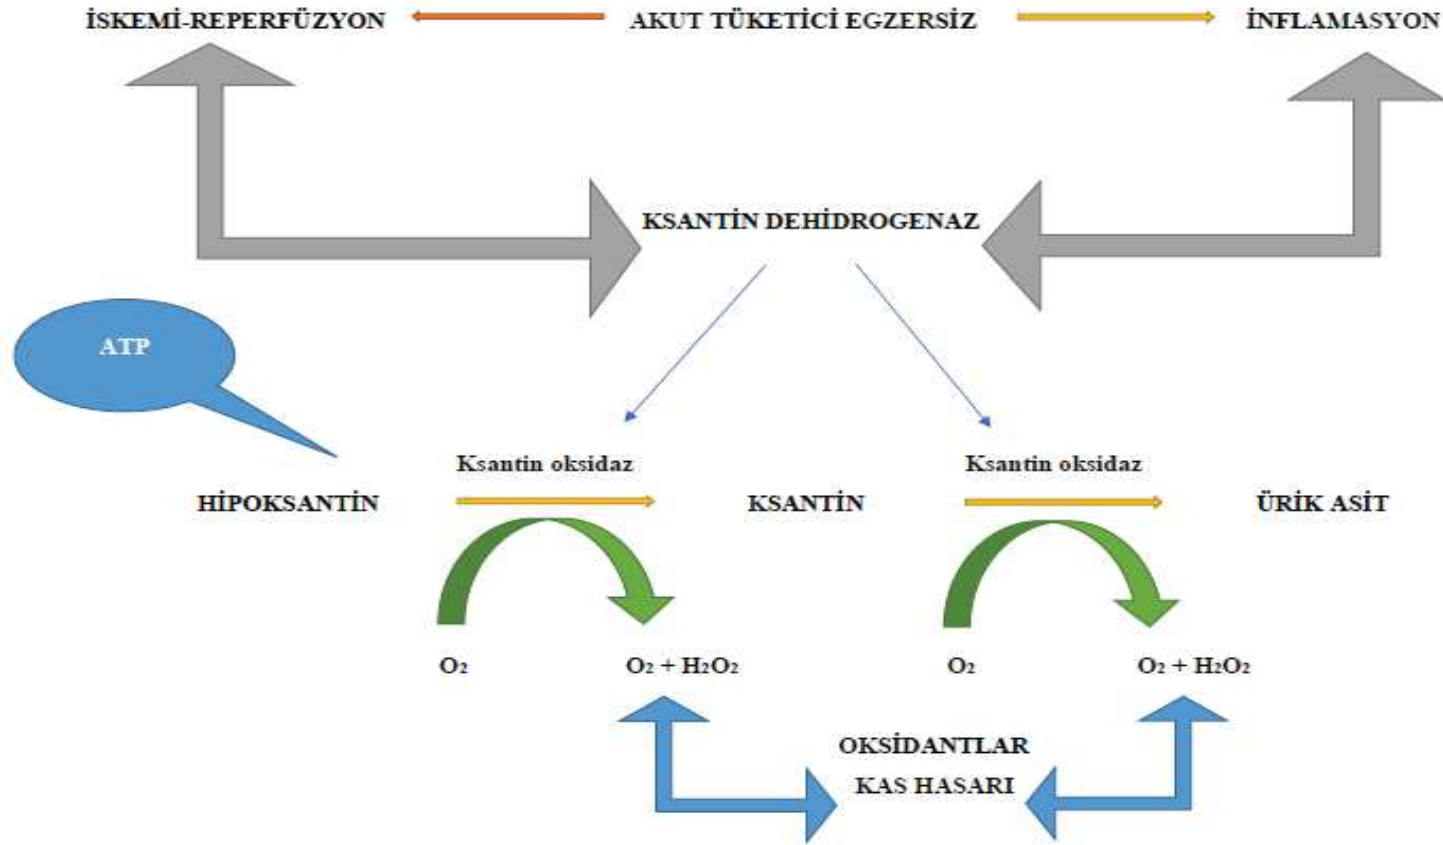 İSKEMİ-REPERFÜZYON
AKUT TÜKETİCİ EGZERSİZ
İNFLAMASYON
KSANTİN DEHİDROGENAZ
ATP
Ksantin oksidaz
Ksantin oksidaz
HİPOKSANTİN
KSANTİN
ÜRİK ASİT
O₂
O₂ + H₂O₂
O₂
O₂ + H₂O₂
OKSİDANTLAR
KAS HASARI